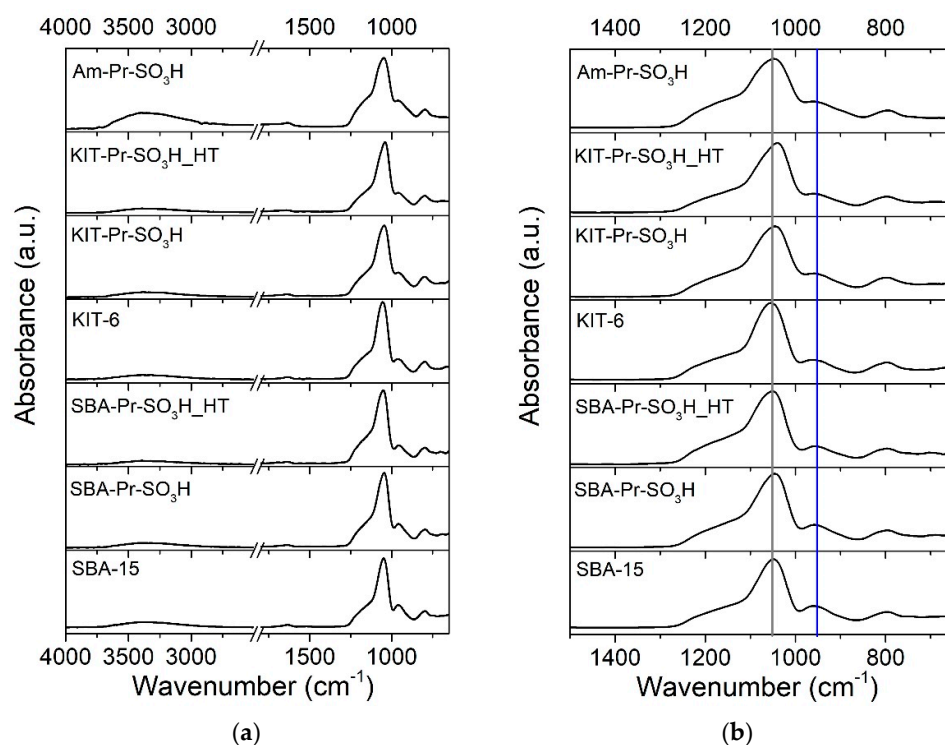 4000 3500 3000 1500 1000
Am-Pr-SO₃H
KIT-Pr-SO₃H_HT
KIT-Pr-SO₃H
KIT-6
SBA-Pr-SO₃H_HT
SBA-Pr-SO₃H
SBA-15
Absorbance (a.u.)
4000 3500 3000 1500 1000
Wavenumber (cm⁻¹)
(a)
1400 1200 1000 800
Am-Pr-SO₃H
KIT-Pr-SO₃H_HT
KIT-Pr-SO₃H
KIT-6
SBA-Pr-SO₃H_HT
SBA-Pr-SO₃H
SBA-15
Absorbance (a.u.)
1400 1200 1000 800
Wavenumber (cm⁻¹)
(b)